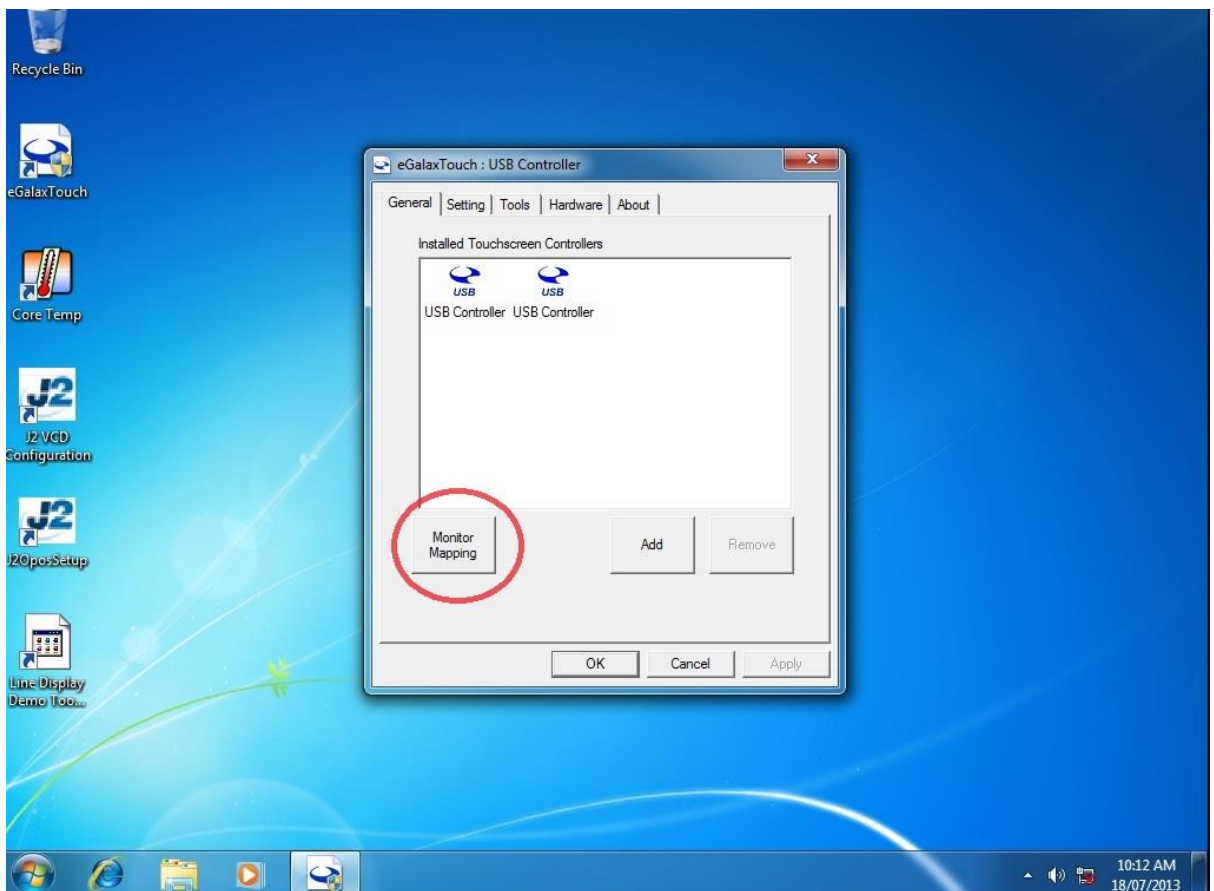 Recycle Bin
eGalaxTouch
Core Temp
J2
J2 VCD
Configuration
J2
J2OposSetup
Line Display
Demo Too...
eGalaxTouch : USB Controller
General
Setting
Tools
Hardware
About
Installed Touchscreen Controllers
USB
USB
USB Controller
USB Controller
Monitor
Mapping
Add
Remove
OK
Cancel
Apply
10:12 AM
18/07/2013